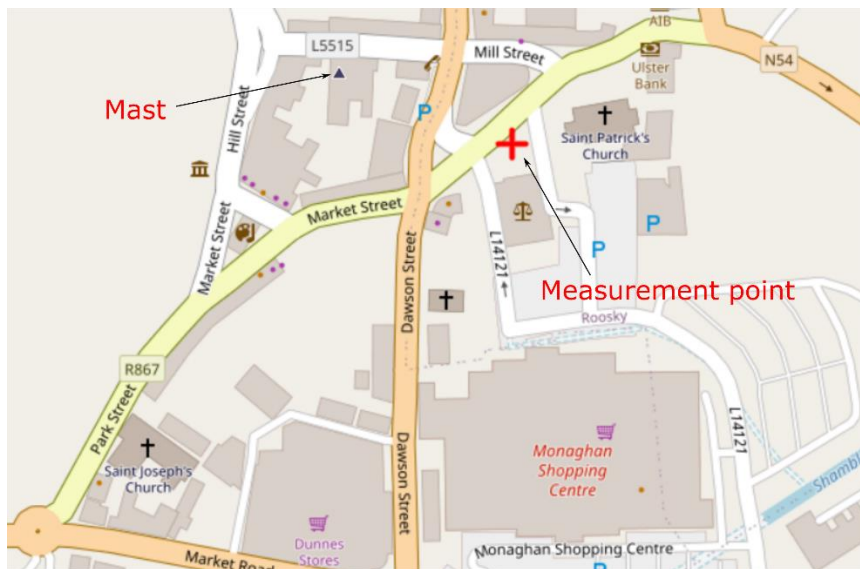 AIB
L5515
Mill Street
N54
Ulster
Bank
Mast
P
Hill Street
Saint Patrick's
Church
Market Street
Market Street
P
P
L14121
Dawson Street
Measurement point
Roosky
R867
Park Street
L14121
Dawson Street
Monaghan
Shopping
Centre
Saint Joseph's
Church
Shambl
Dunnes
Stores
Market Road
Monaghan Shopping Centre
P